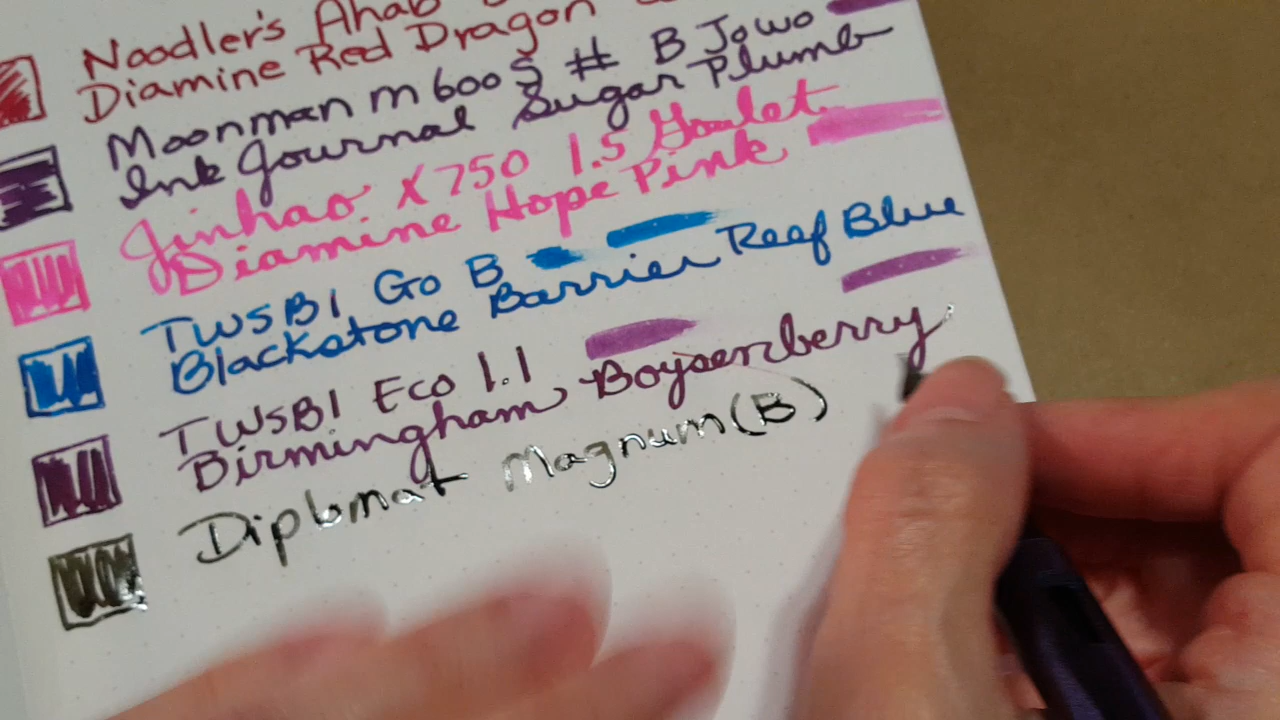 Noodler's Ahab
Diamine Red Dragon
Moonman M600S # B Jowo
Ink Journal Sugar Plumb
Jinhao X750 1.5 Goulet
Diamine Hope Pink
TWSBI Go B
Blackstone Barrier Reef Blue
TWSBI Eco 1.1
Birmingham Boysenberry
Diplomat Magnum (B)